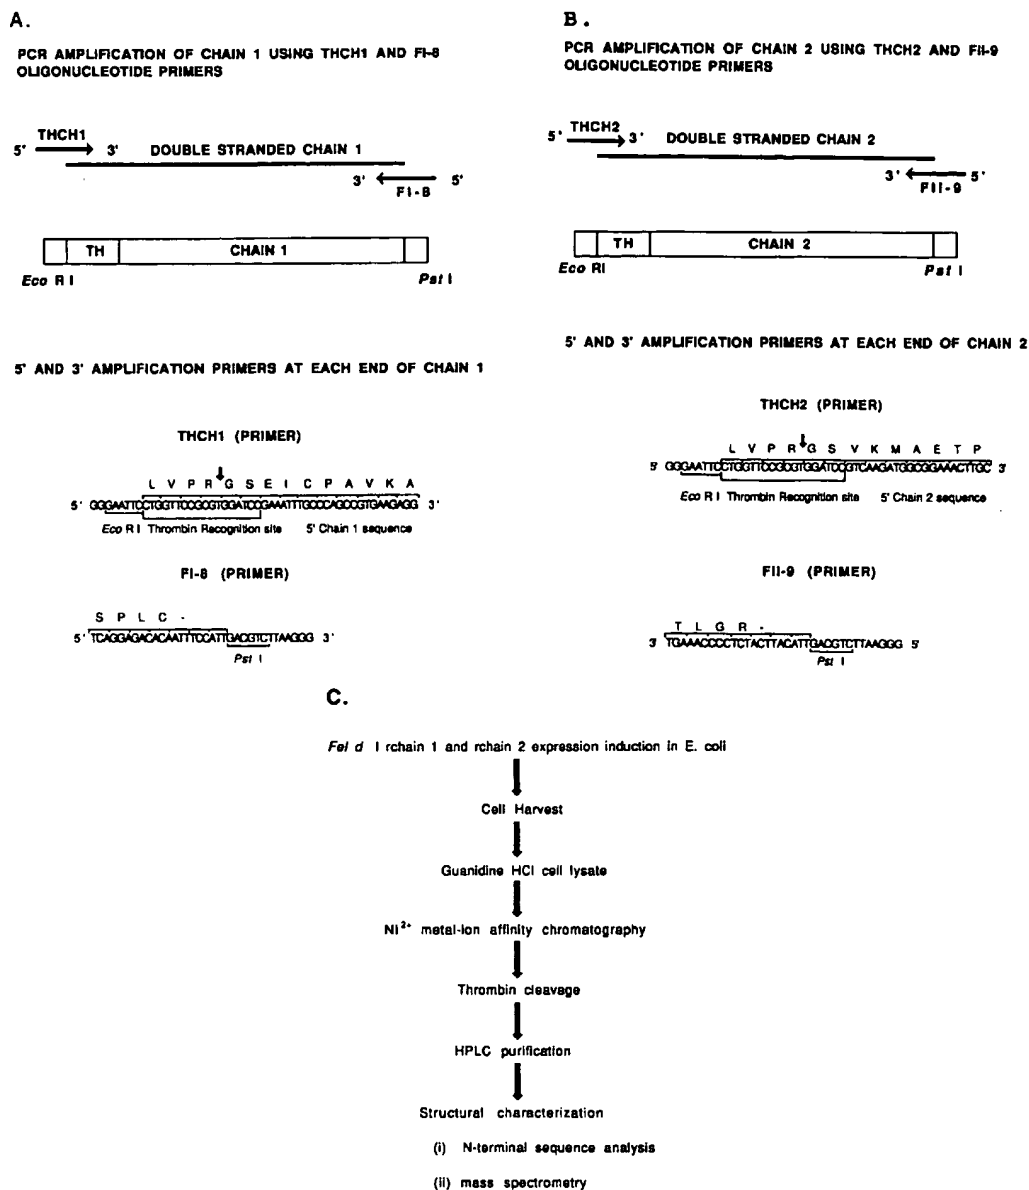 A.
PCR AMPLIFICATION OF CHAIN 1 USING THCH1 AND FI-8
OLIGONUCLEOTIDE PRIMERS
THCH1
5' 3' DOUBLE STRANDED CHAIN 1
3' 5'
FI-8
TH CHAIN 1
Eco R I Pst I
5' AND 3' AMPLIFICATION PRIMERS AT EACH END OF CHAIN 1
THCH1 (PRIMER)
L V P R G S E I C P A V K A
5' GGGAATTCCTGGTTCCGCGTGGATCCGAAATTTGCCCAGCCGTGAAGAGG 3'
Eco R I Thrombin Recognition site 5' Chain 1 sequence
FI-8 (PRIMER)
S P L C -
5' TCAGGAGACACAATTTCCATTGACGTCTTAAGGG 3'
Pst I
B.
PCR AMPLIFICATION OF CHAIN 2 USING THCH2 AND FII-9
OLIGONUCLEOTIDE PRIMERS
THCH2
5' 3' DOUBLE STRANDED CHAIN 2
3' 5'
FII-9
TH CHAIN 2
Eco RI Pst I
5' AND 3' AMPLIFICATION PRIMERS AT EACH END OF CHAIN 2
THCH2 (PRIMER)
L V P R G S V K M A E T P
5' GGGAATTCCTGGTTCCGCGTGGATCCGTCAAGATGGCGGAAACTTGC 3'
Eco R I Thrombin Recognition site 5' Chain 2 sequence
FII-9 (PRIMER)
T L G R -
3' TGAAACCCCTCTACTTACATTGACGTCTTAAGGG 5'
Pst I
C.
Fel d I rchain 1 and rchain 2 expression induction in E. coli
Cell Harvest
Guanidine HCl cell lysate
Ni2+ metal-ion affinity chromatography
Thrombin cleavage
HPLC purification
Structural characterization
(i) N-terminal sequence analysis
(ii) mass spectrometry